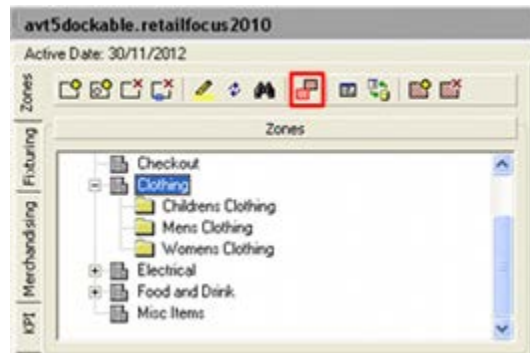 avt5dockable.retailfocus2010
Active Date: 30/11/2012
Zones
Fixturing
Merchandising
KPI
Zones
Checkout
Clothing
Childrens Clothing
Mens Clothing
Womens Clothing
Electrical
Food and Drink
Misc Items